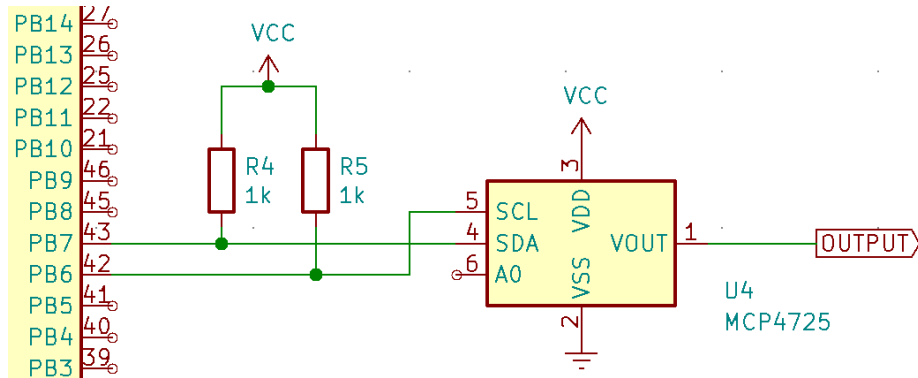 PB14 27
PB13 26
PB12 25
PB11 22
PB10 21
PB9 46
PB8 45
PB7 43
PB6 42
PB5 41
PB4 40
PB3 39
VCC
R4
1k
R5
1k
VCC
3
VDD
5 SCL
4 SDA
6 A0
VOUT 1
VSS
2
OUTPUT
U4
MCP4725